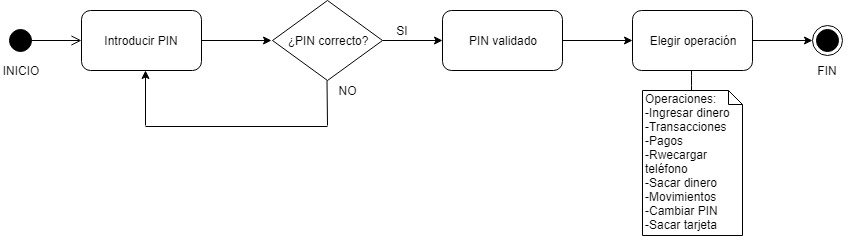 INICIO
Introducir PIN
¿PIN correcto?
SI
NO
PIN validado
Elegir operación
FIN
Operaciones:
-Ingresar dinero
-Transacciones
-Pagos
-Rwecargar
teléfono
-Sacar dinero
-Movimientos
-Cambiar PIN
-Sacar tarjeta